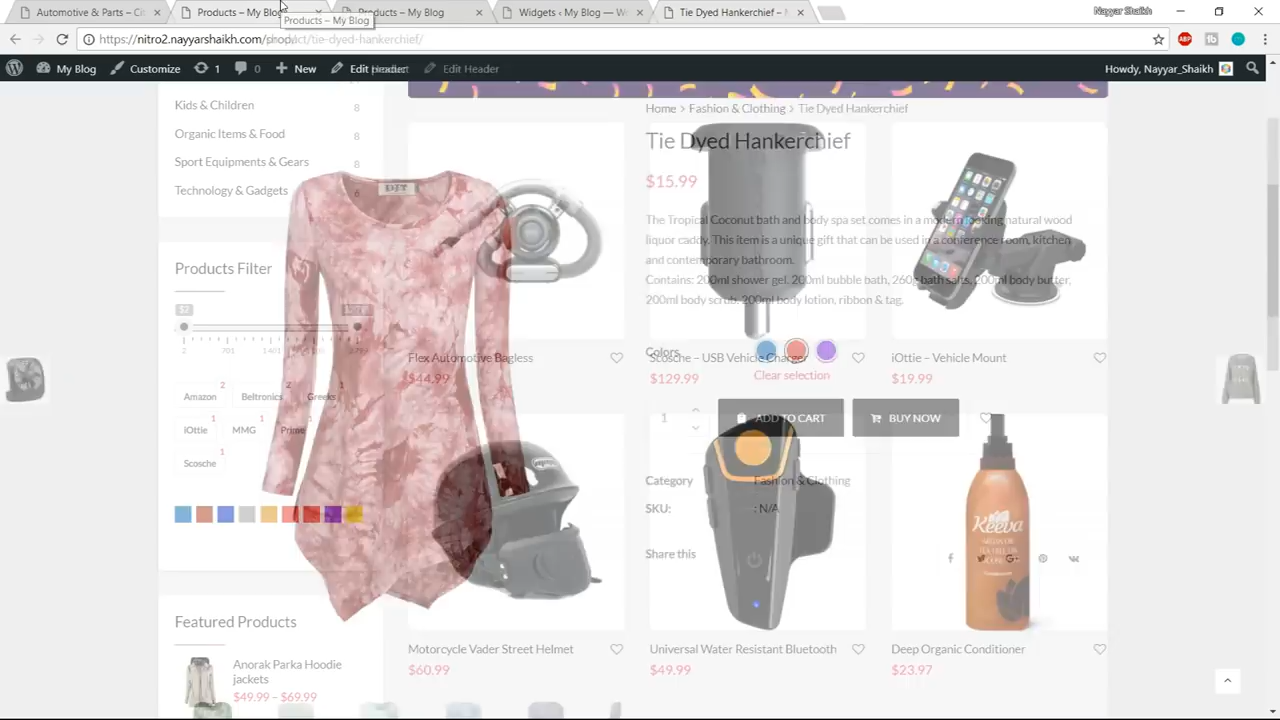 Automotive & Parts – Cit
Products – My Blog
Products – My Blog
Widgets ‹ My Blog — W
Tie Dyed Hankerchief –
Nayyar Shaikh
Products – My Blog
https://nitro2.nayyarshaikh.com/product/tie-dyed-hankerchief/
My Blog
Customize
1
0
New
Edit product
Edit Header
Howdy, Nayyar_Shaikh
Kids & Children 8
Organic Items & Food 8
Sport Equipments & Gears 8
Technology & Gadgets 6
Home > Fashion & Clothing > Tie Dyed Hankerchief
Tie Dyed Hankerchief
$15.99
The Tropical Coconut bath and body spa set comes in a modern looking natural wood
liquor caddy. This item is a unique gift that can be used in a conference room, kitchen
and contemporary bathroom.
Contains: 200ml shower gel, 200ml bubble bath, 260g bath salts, 200ml body butter,
200ml body scrub, 200ml body lotion, ribbon & tag.
Colors
Clear selection
1
ADD TO CART
BUY NOW
Category : Fashion & Clothing
SKU: : N/A
Share this
Products Filter
$2
2 701 1401
Amazon 2
Beltronics 2
Greeks 1
iOttie 1
MMG 1
Prime 1
Scosche 1
Featured Products
Anorak Parka Hoodie
jackets
$49.99 – $69.99
Flex Automotive Bagless
$44.99
Scosche – USB Vehicle Charger
$129.99
iOttie – Vehicle Mount
$19.99
Motorcycle Vader Street Helmet
$60.99
Universal Water Resistant Bluetooth
$49.99
Deep Organic Conditioner
$23.97
Keeva